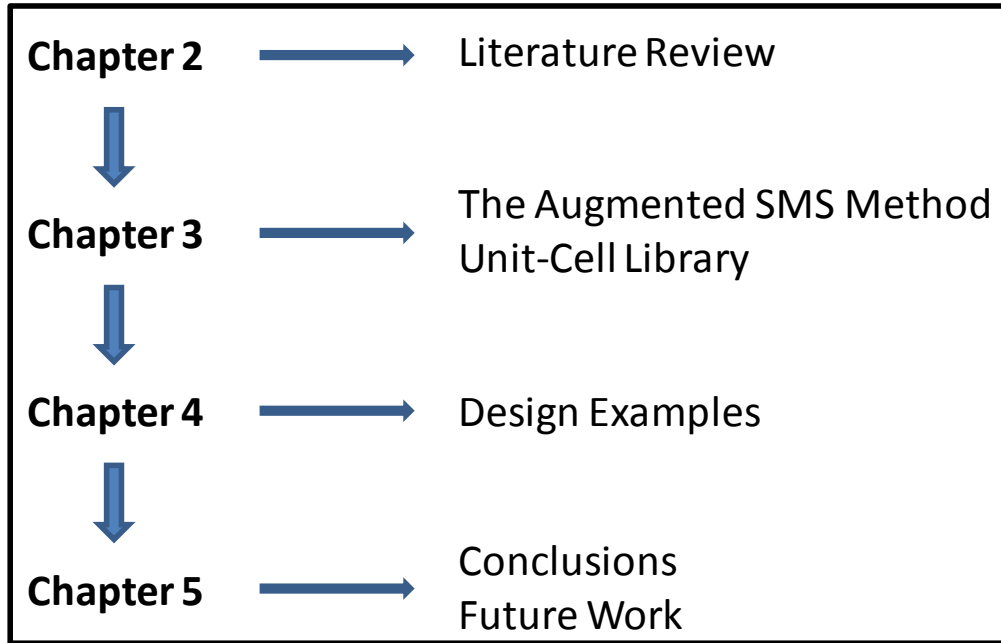 Chapter 2
Literature Review
Chapter 3
The Augmented SMS Method
Unit-Cell Library
Chapter 4
Design Examples
Chapter 5
Conclusions
Future Work